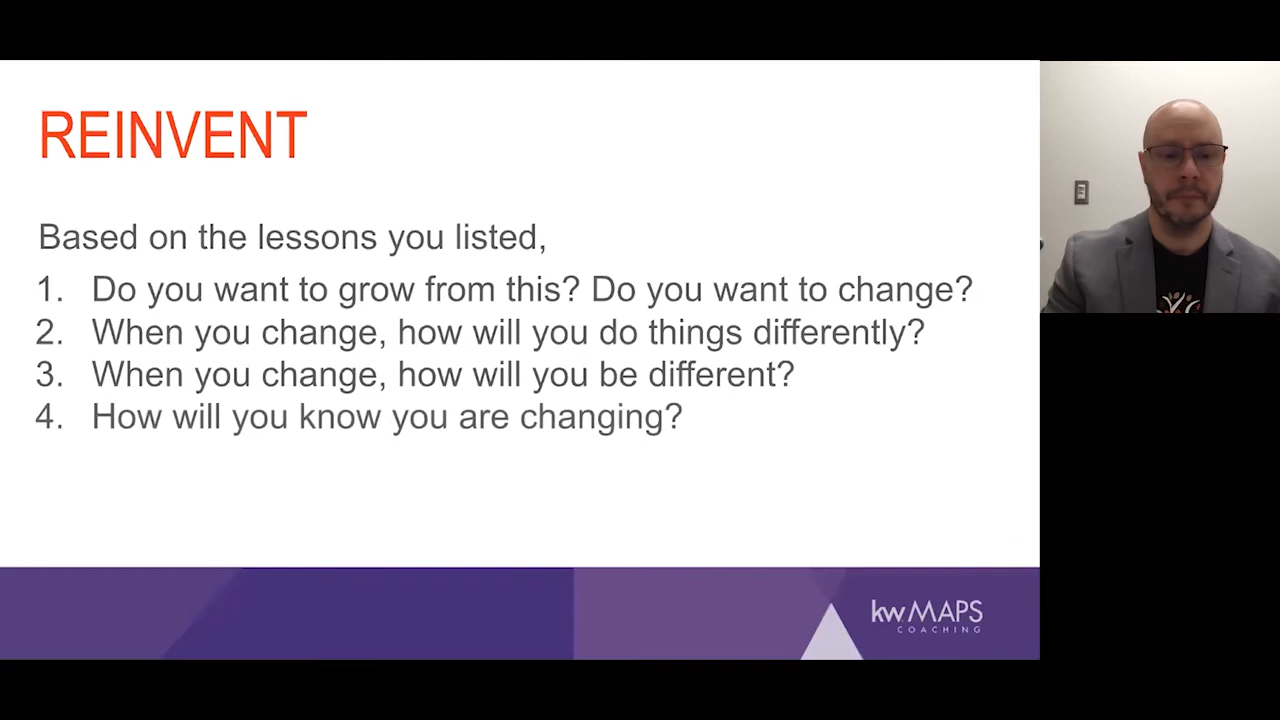 REINVENT
Based on the lessons you listed,
1. Do you want to grow from this? Do you want to change?
2. When you change, how will you do things differently?
3. When you change, how will you be different?
4. How will you know you are changing?
kwMAPS
COACHING